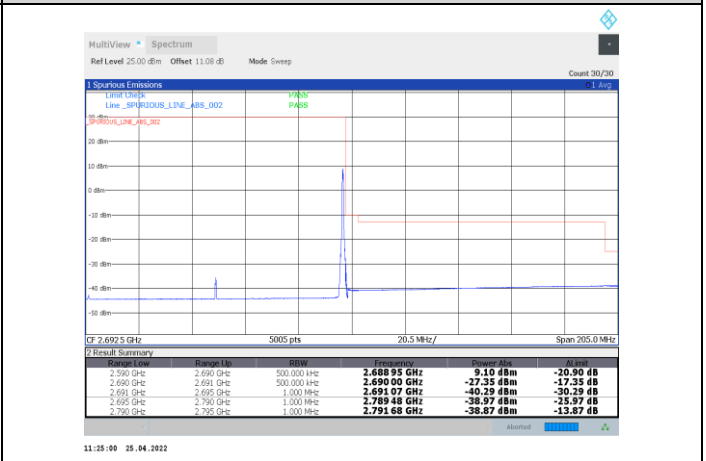 MultiView Spectrum
Ref Level 25.00 dBm Offset 11.08 dB Mode Sweep
Count 30/30
1 Spurious Emissions 1 Avg
Limit Check PASS
Line _SPURIOUS_LINE_ABS_002 PASS
30 dBm
_SPURIOUS_LINE_ABS_002
20 dBm
10 dBm
0 dBm
-10 dBm
-20 dBm
-30 dBm
-40 dBm
-50 dBm
CF 2.6925 GHz 5005 pts 20.5 MHz/ Span 205.0 MHz
2 Result Summary
Range Low Range Up RBW Frequency Power Abs ΔLimit
2.590 GHz 2.690 GHz 500.000 kHz 2.688 95 GHz 9.10 dBm -20.90 dB
2.690 GHz 2.691 GHz 500.000 kHz 2.690 00 GHz -27.35 dBm -17.35 dB
2.691 GHz 2.695 GHz 1.000 MHz 2.691 07 GHz -40.29 dBm -30.29 dB
2.695 GHz 2.790 GHz 1.000 MHz 2.789 48 GHz -38.97 dBm -25.97 dB
2.790 GHz 2.795 GHz 1.000 MHz 2.791 68 GHz -38.87 dBm -13.87 dB
Aborted
11:25:00 25.04.2022